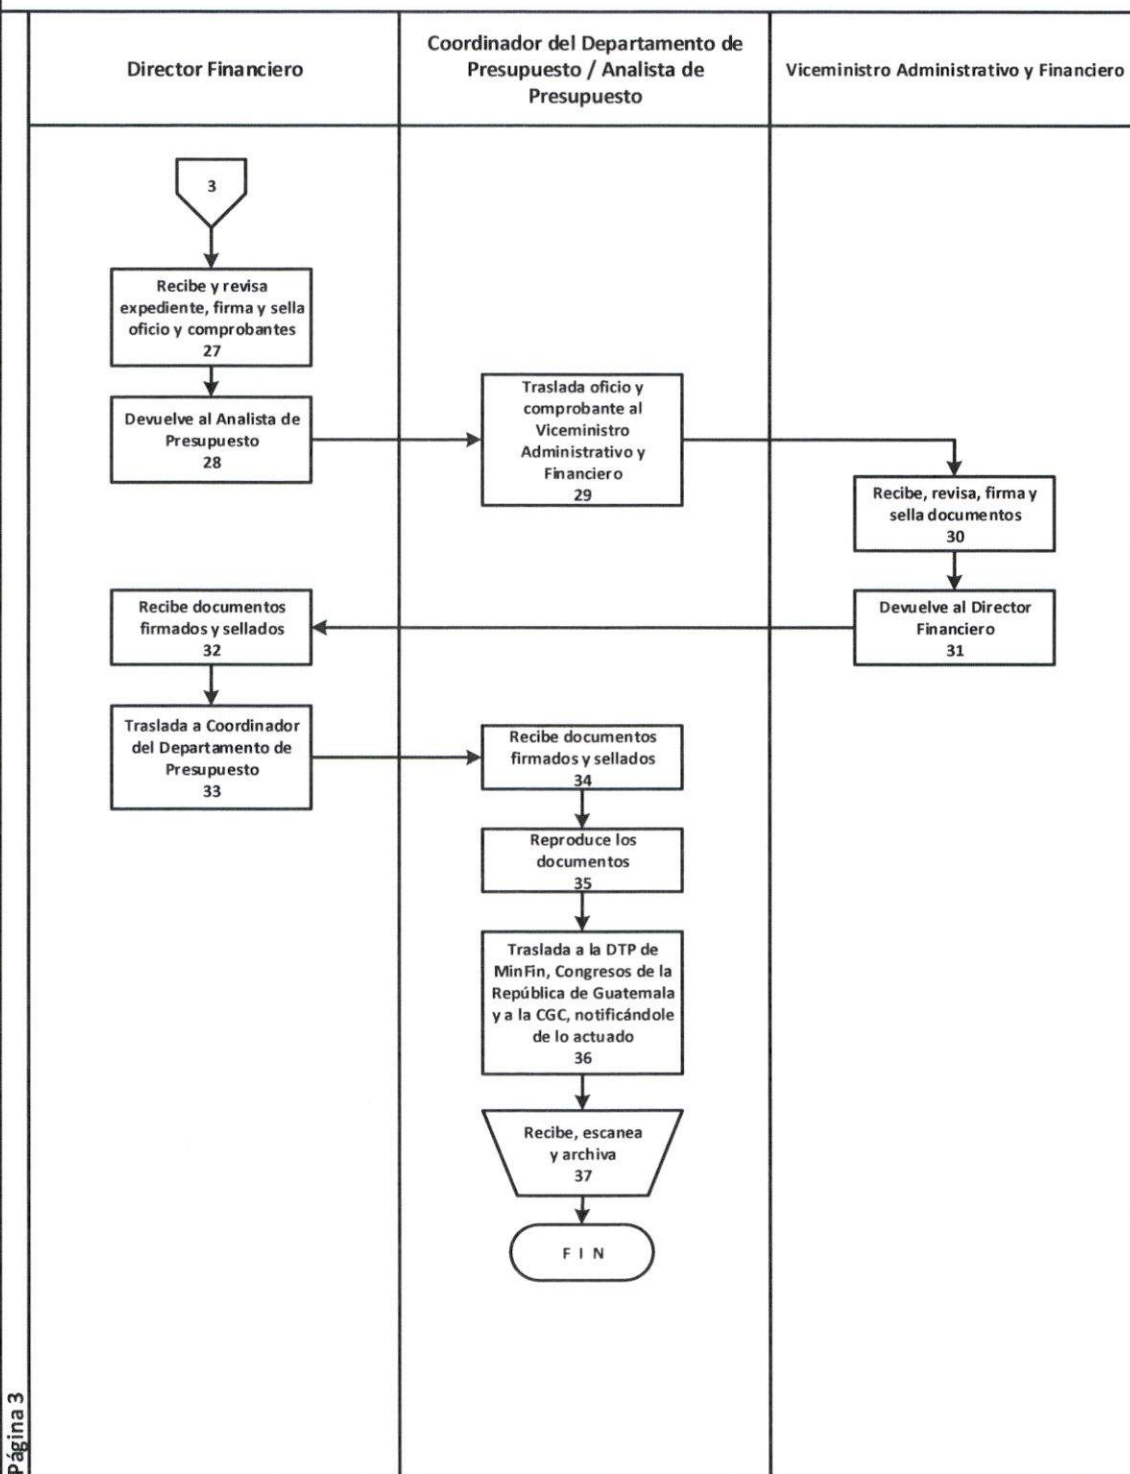 Director Financiero
Coordinador del Departamento de
Presupuesto / Analista de
Presupuesto
Viceministro Administrativo y Financiero
3
Recibe y revisa
expediente, firma y sella
oficio y comprobantes
27
Devuelve al Analista de
Presupuesto
28
Traslada oficio y
comprobante al
Viceministro
Administrativo y
Financiero
29
Recibe, revisa, firma y
sella documentos
30
Devuelve al Director
Financiero
31
Recibe documentos
firmados y sellados
32
Traslada a Coordinador
del Departamento de
Presupuesto
33
Recibe documentos
firmados y sellados
34
Reproduce los
documentos
35
Traslada a la DTP de
MinFin, Congresos de la
República de Guatemala
y a la CGC, notificándole
de lo actuado
36
Recibe, escanea
y archiva
37
F I N
Página 3